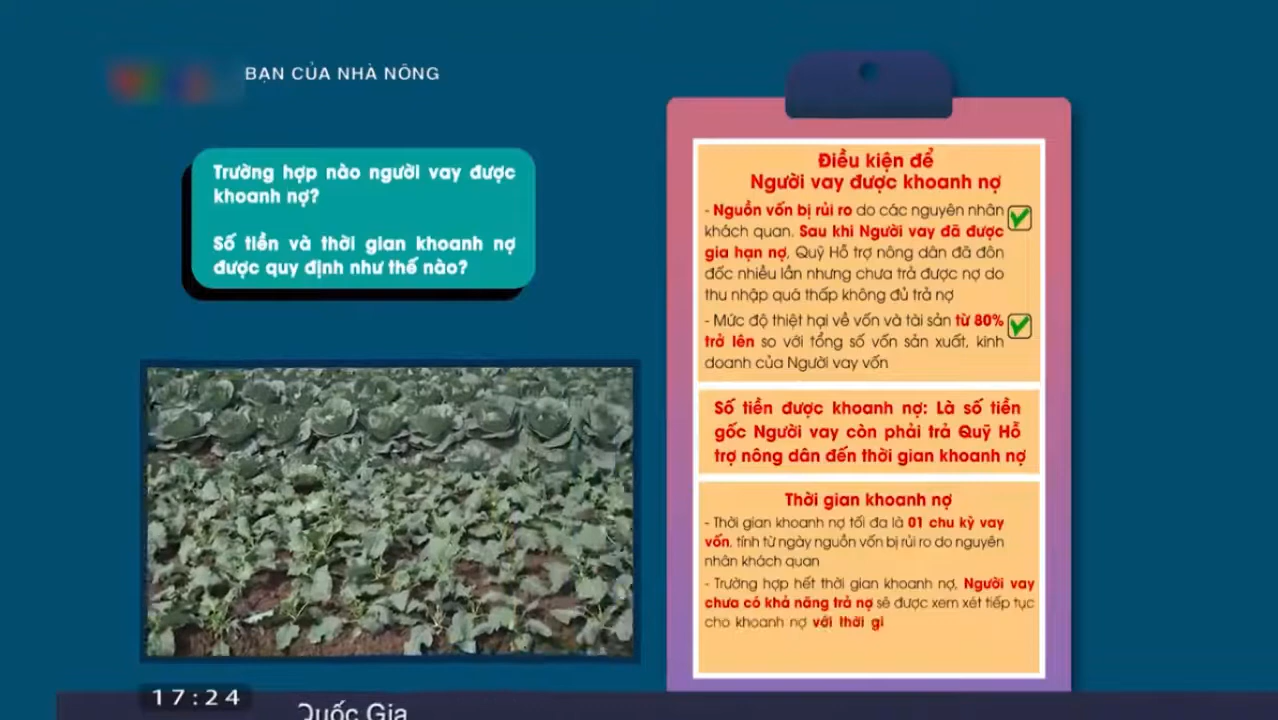 BẠN CỦA NHÀ NÔNG
Trường hợp nào người vay được
khoanh nợ?
Số tiền và thời gian khoanh nợ
được quy định như thế nào?
Điều kiện để
Người vay được khoanh nợ
- Nguồn vốn bị rủi ro do các nguyên nhân
khách quan. Sau khi Người vay đã được
gia hạn nợ, Quỹ Hỗ trợ nông dân đã đôn
đốc nhiều lần nhưng chưa trả được nợ do
thu nhập quá thấp không đủ trả nợ
- Mức độ thiệt hại về vốn và tài sản từ 80%
trở lên so với tổng số vốn sản xuất, kinh
doanh của Người vay vốn
Số tiền được khoanh nợ: Là số tiền
gốc Người vay còn phải trả Quỹ Hỗ
trợ nông dân đến thời gian khoanh nợ
Thời gian khoanh nợ
- Thời gian khoanh nợ tối đa là 01 chu kỳ vay
vốn, tính từ ngày nguồn vốn bị rủi ro do nguyên
nhân khách quan
- Trường hợp hết thời gian khoanh nợ, Người vay
chưa có khả năng trả nợ sẽ được xem xét tiếp tục
cho khoanh nợ với thời gi
17:24
Quốc Gia